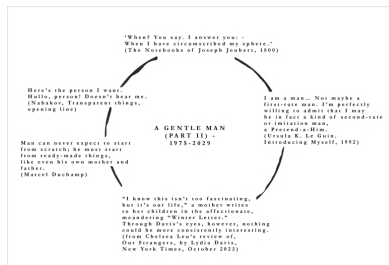 'When? You say. I answer you: -
When I have circumscribed my sphere.'
(The Notebooks of Joseph Joubert, 1800)
Here's the person I want.
Hullo, person! Doesn't hear me.
(Nabakov, Transparent things,
opening line)
I am a man... Not maybe a
first-rate man. I'm perfectly
willing to admit that I may
be in fact a kind of second-rate
or imitation man,
a Pretend-a-Him.
(Ursula K. Le Guin,
Introducing Myself, 1992)
A GENTLE MAN
(PART II) -
1975-2029
Man can never expect to start
from scratch; he must start
from ready-made things,
like even his own mother and
father.
(Marcel Duchamp)
"I know this isn't too fascinating,
but it's our life," a mother writes
to her children in the affectionate,
meandering "Winter Letter."
Through Davis's eyes, however, nothing
could be more consistently interesting.
(from Chelsea Leu's review of,
Our Strangers, by Lydia Davis,
New York Times, October 2023)